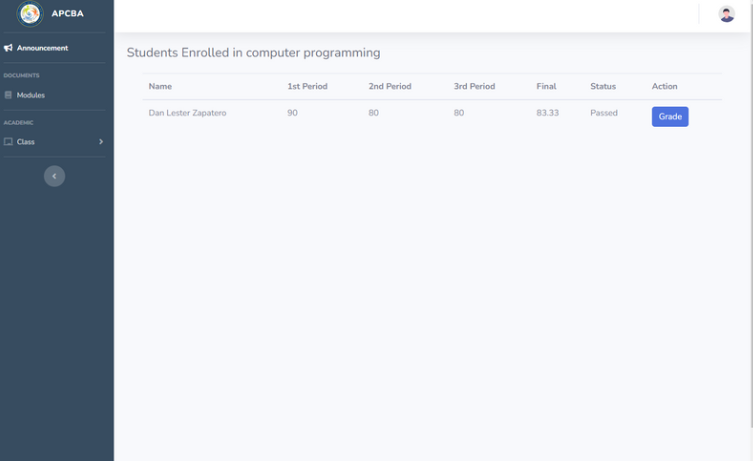 APCBA
Announcement
DOCUMENTS
Modules
ACADEMIC
Class
Students Enrolled in computer programming
Name 1st Period 2nd Period 3rd Period Final Status Action
Dan Lester Zapatero 90 80 80 83.33 Passed Grade